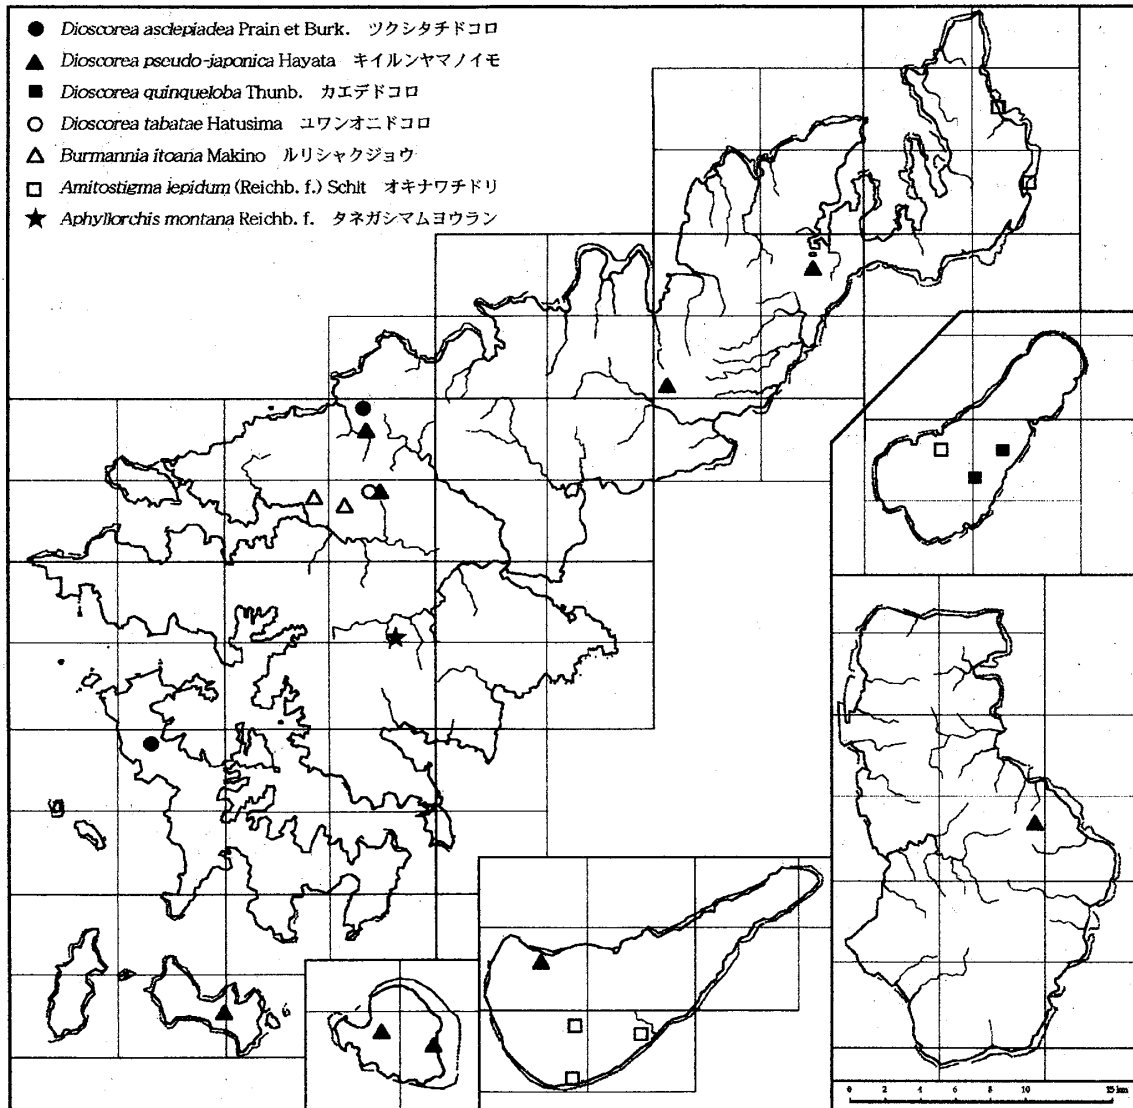 Dioscorea asclepiadea Prain et Burk. ツクシタチドコロ
Dioscorea pseudo-japonica Hayata キイルンヤマノイモ
Dioscorea quinqueloba Thunb. カエデドコロ
Dioscorea tabatae Hatusima ユワンオニドコロ
Burmannia itoana Makino ルリシャクジョウ
Amitostigma lepidum (Reichb. f.) Schlt オキナワチドリ
Aphyllorchis montana Reichb. f. タネガシマムヨウラン
0 2 4 6 8 10 15 km